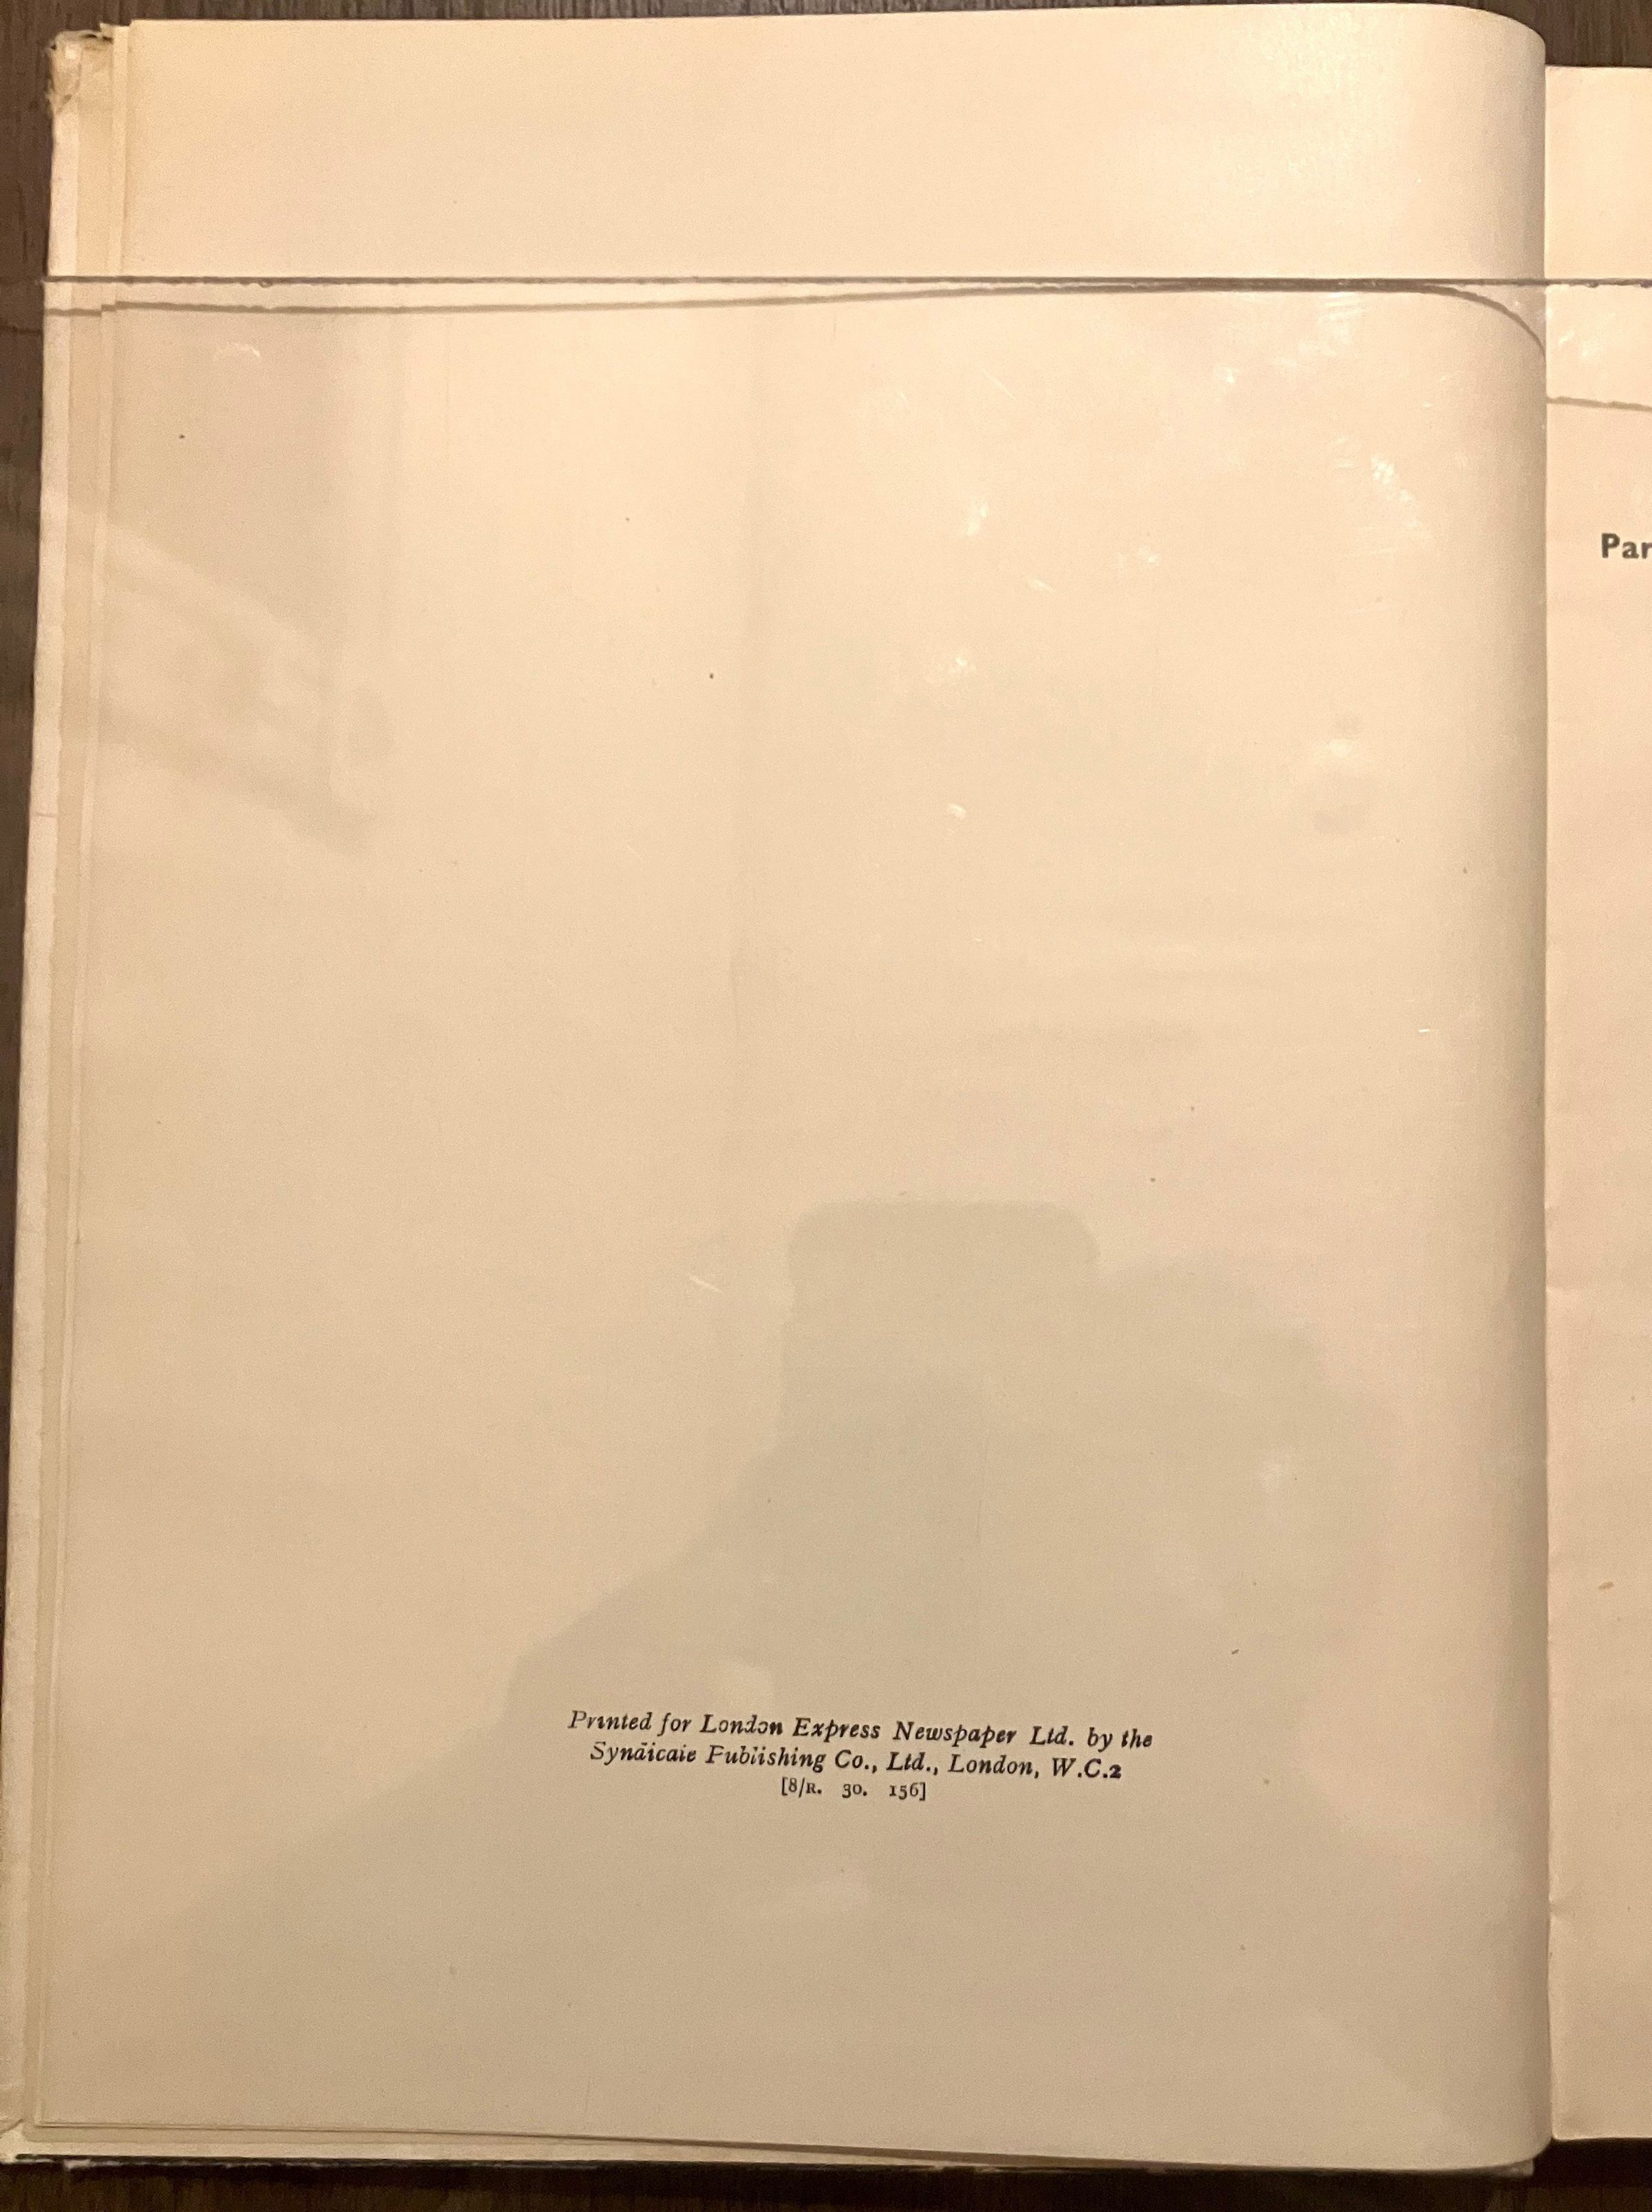 Par
Printed for London Express Newspaper Ltd. by the
Syndicate Publishing Co., Ltd., London, W.C.2
[8/R. 30. 156]